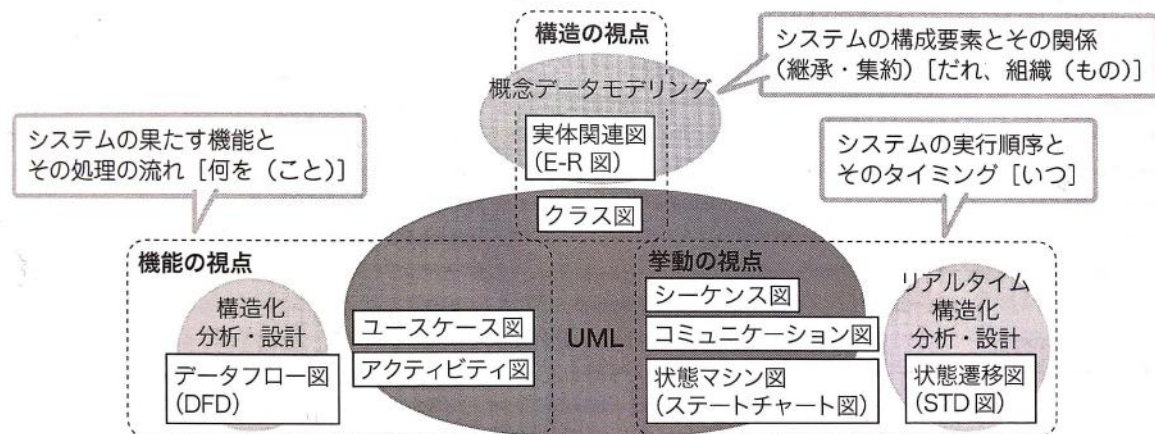 構造の視点
システムの構成要素とその関係
(継承・集約)[だれ、組織(もの)]
概念データモデリング
実体関連図
(E-R 図)
システムの果たす機能と
その処理の流れ[何を(こと)]
システムの実行順序と
そのタイミング[いつ]
クラス図
機能の視点
構造化
分析・設計
データフロー図
(DFD)
ユースケース図
アクティビティ図
UML
挙動の視点
シーケンス図
コミュニケーション図
状態マシン図
(ステートチャート図)
リアルタイム
構造化
分析・設計
状態遷移図
(STD 図)